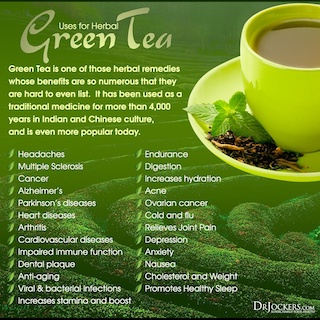 Uses for Herbal
Green Tea
Green Tea is one of those herbal remedies
whose benefits are so numerous that they
are hard to even list. It has been used as a
traditional medicine for more than 4,000
years in Indian and Chinese culture,
and is even more popular today.
Headaches
Multiple Sclerosis
Cancer
Alzheimer's
Parkinson's diseases
Heart diseases
Arthritis
Cardiovascular diseases
Impaired immune function
Dental plaque
Anti-aging
Viral & bacterial infections
Increases stamina and boost
Endurance
Digestion
Increases hydration
Acne
Ovarian cancer
Cold and flu
Relieves Joint Pain
Depression
Anxiety
Nausea
Cholesterol and Weight
Promotes Healthy Sleep
DRJOCKERS.COM